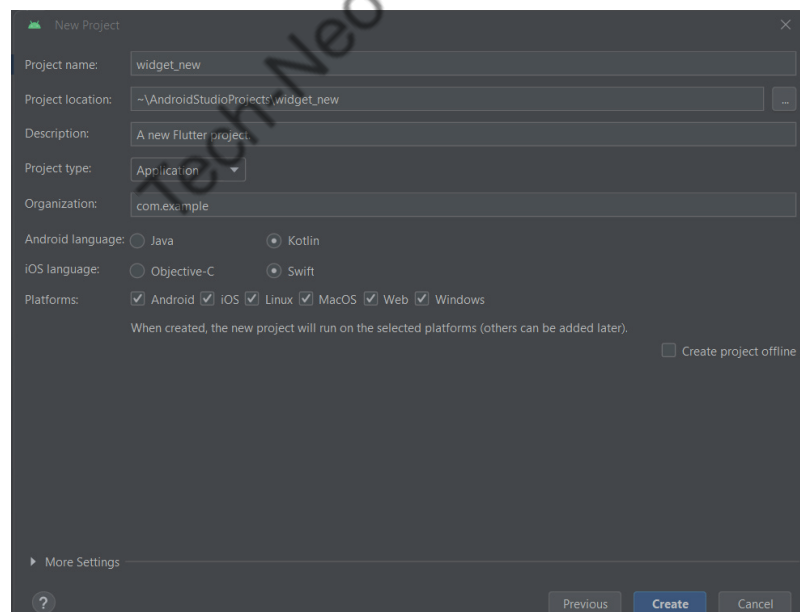 New Project
Project name: widget_new
Project location: ~\AndroidStudioProjects\widget_new ...
Description: A new Flutter project.
Project type: Application
Organization: com.example
Android language: Java Kotlin
iOS language: Objective-C Swift
Platforms: Android iOS Linux MacOS Web Windows
When created, the new project will run on the selected platforms (others can be added later).
Create project offline
More Settings
? Previous Create Cancel
Tech-Neo